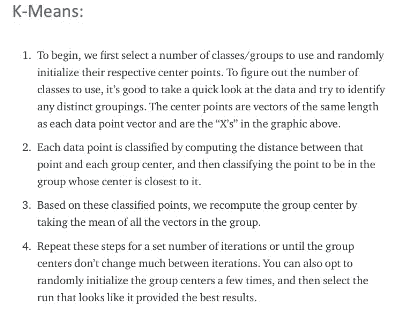 K-Means:
1. To begin, we first select a number of classes/groups to use and randomly
initialize their respective center points. To figure out the number of
classes to use, it's good to take a quick look at the data and try to identify
any distinct groupings. The center points are vectors of the same length
as each data point vector and are the “X's” in the graphic above.
2. Each data point is classified by computing the distance between that
point and each group center, and then classifying the point to be in the
group whose center is closest to it.
3. Based on these classified points, we recompute the group center by
taking the mean of all the vectors in the group.
4. Repeat these steps for a set number of iterations or until the group
centers don't change much between iterations. You can also opt to
randomly initialize the group centers a few times, and then select the
run that looks like it provided the best results.